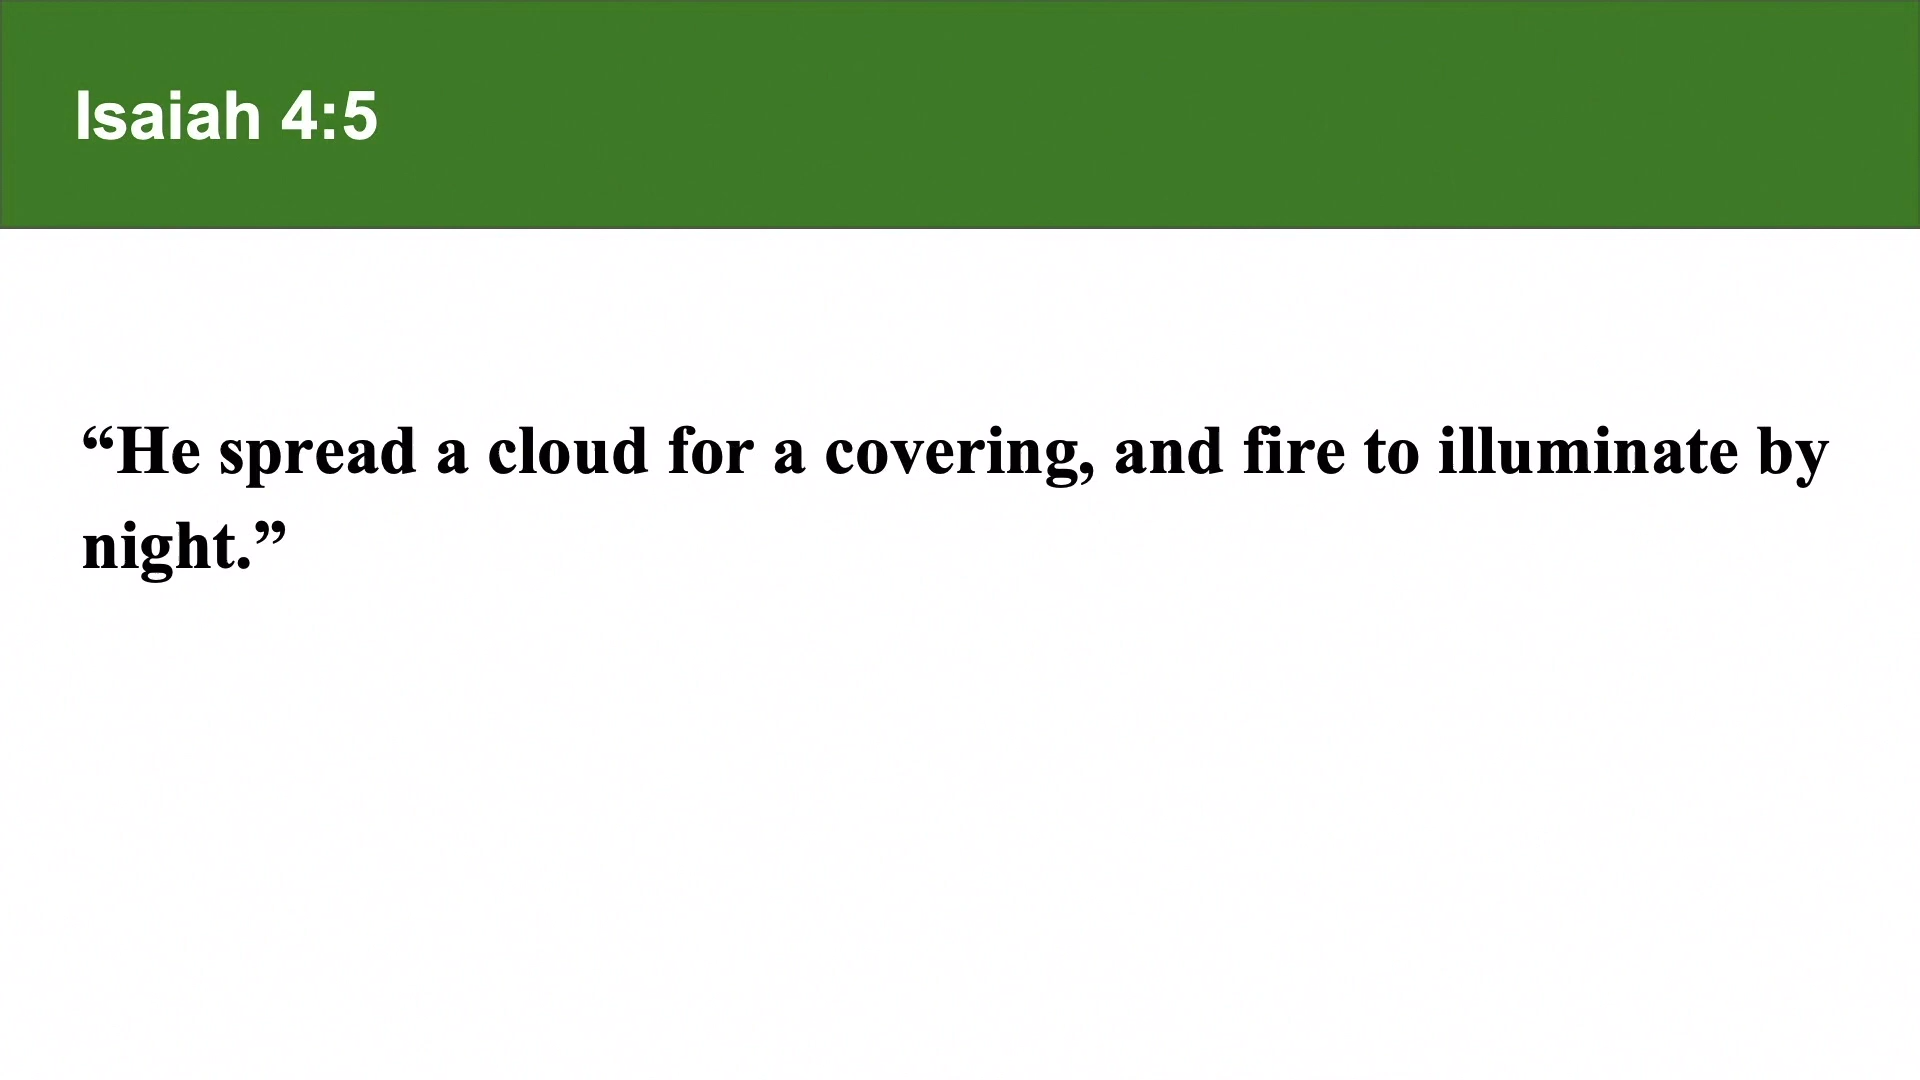 Isaiah 4:5
“He spread a cloud for a covering, and fire to illuminate by
night.”